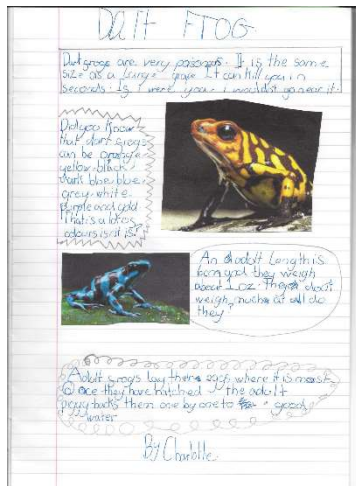 Dart FROG
Dart frogs are very poisonous. It is the same
size as a large grape It can kill you in
seconds. If I were you I wouldnt go near it.
Did you know
that dart frogs
can be orange
yellow, black
dark blue, blue
grey, white
purple and gold
That's a lot of
colours isn't it?
An adult length is
they weigh
about 1 oz. They don't
weigh much at all do
they?
Adult frogs lay there eggs where it is moist
Once they have hatched the adult
piggy backs them one by one to good
water
By Charlotte